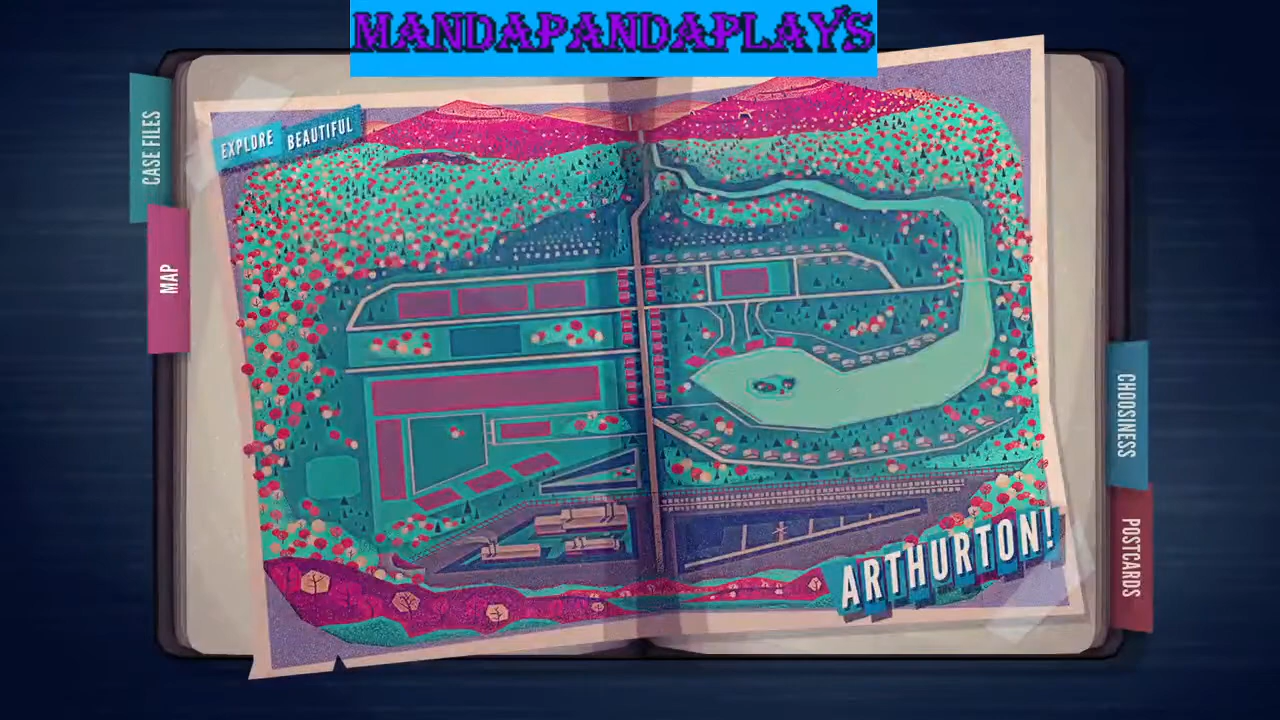 MANDAPANDAPLAYS
EXPLORE BEAUTIFUL
CASE FILES
MAP
CHOOSINESS
POSTCARDS
ARTHURTON!